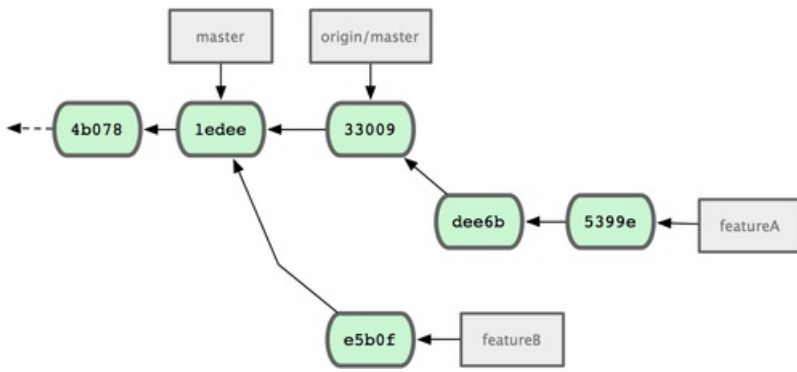 master
origin/master
4b078
1edee
33009
dee6b
5399e
featureA
e5b0f
featureB